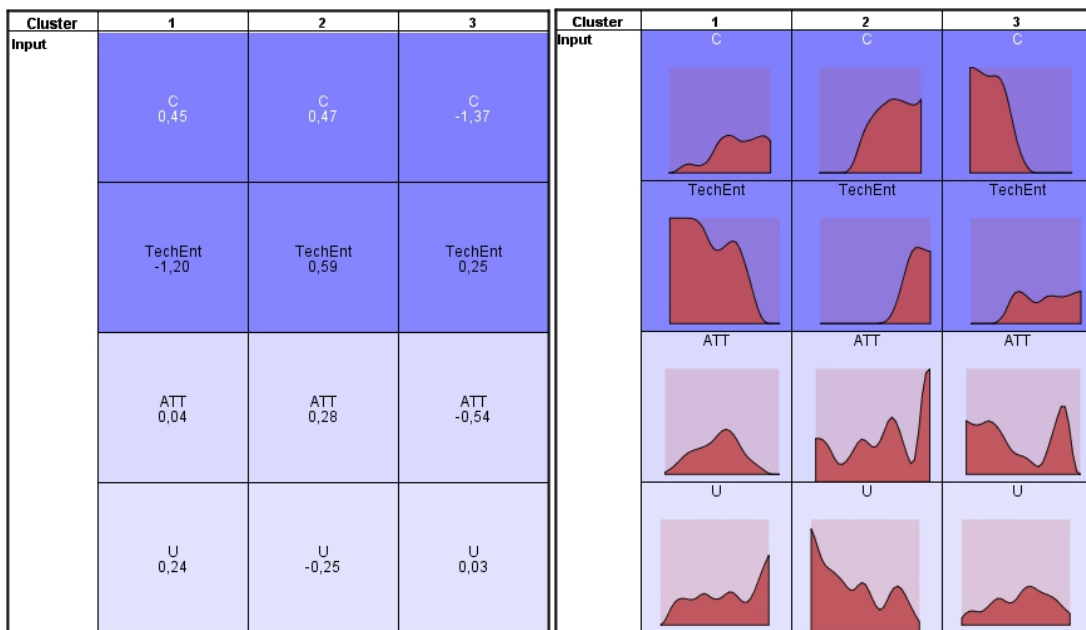 Cluster 1 2 3
Input
C C C
0,45 0,47 -1,37
TechEnt TechEnt TechEnt
-1,20 0,59 0,25
ATT ATT ATT
0,04 0,28 -0,54
U U U
0,24 -0,25 0,03
Cluster 1 2 3
Input C C C
TechEnt TechEnt TechEnt
ATT ATT ATT
U U U